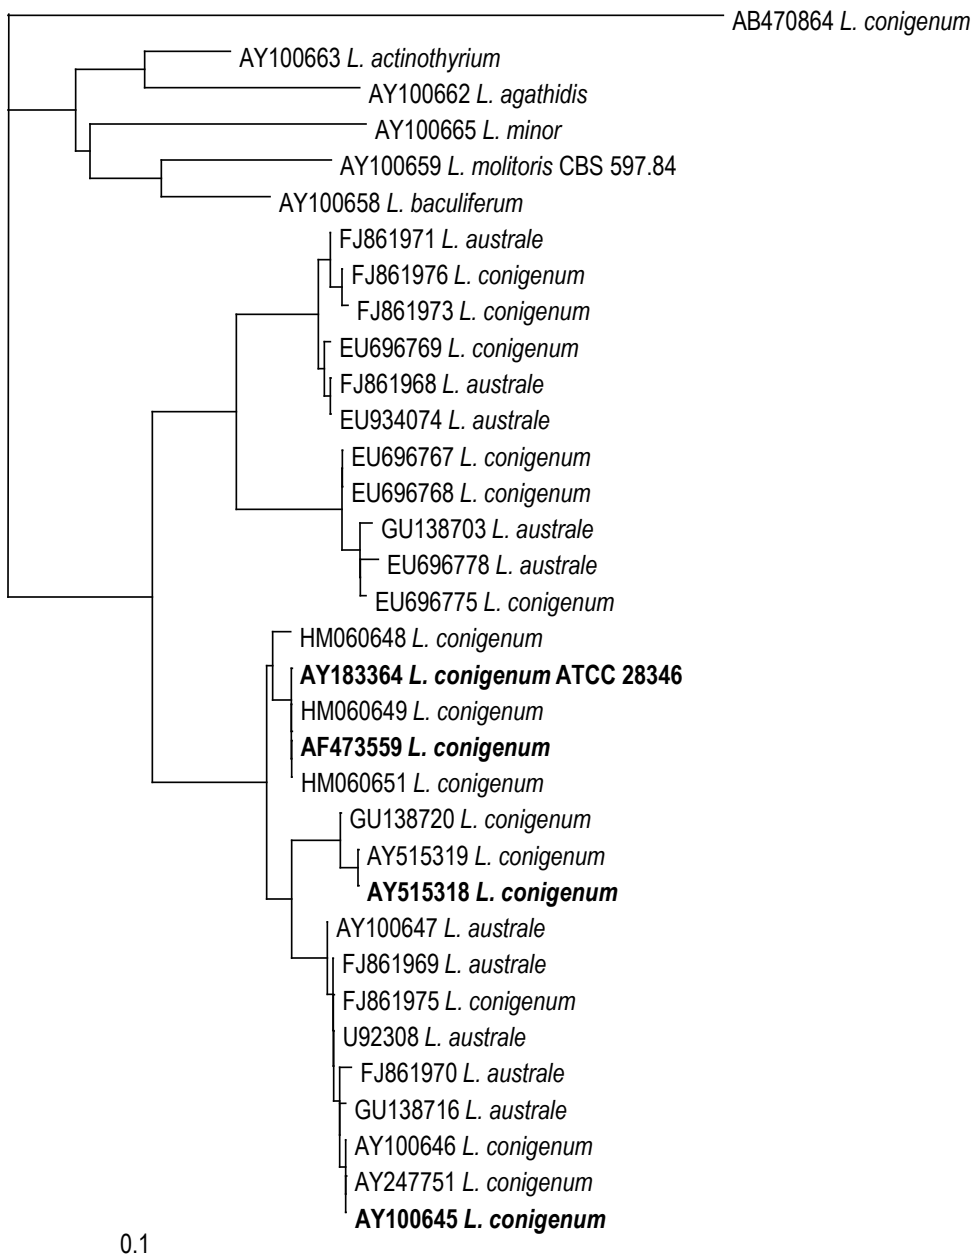 AB470864 L. conigenum
AY100663 L. actinothyrium
AY100662 L. agathidis
AY100665 L. minor
AY100659 L. molitoris CBS 597.84
AY100658 L. baculiferum
FJ861971 L. australe
FJ861976 L. conigenum
FJ861973 L. conigenum
EU696769 L. conigenum
FJ861968 L. australe
EU934074 L. australe
EU696767 L. conigenum
EU696768 L. conigenum
GU138703 L. australe
EU696778 L. australe
EU696775 L. conigenum
HM060648 L. conigenum
AY183364 L. conigenum ATCC 28346
HM060649 L. conigenum
AF473559 L. conigenum
HM060651 L. conigenum
GU138720 L. conigenum
AY515319 L. conigenum
AY515318 L. conigenum
AY100647 L. australe
FJ861969 L. australe
FJ861975 L. conigenum
U92308 L. australe
FJ861970 L. australe
GU138716 L. australe
AY100646 L. conigenum
AY247751 L. conigenum
AY100645 L. conigenum
0.1